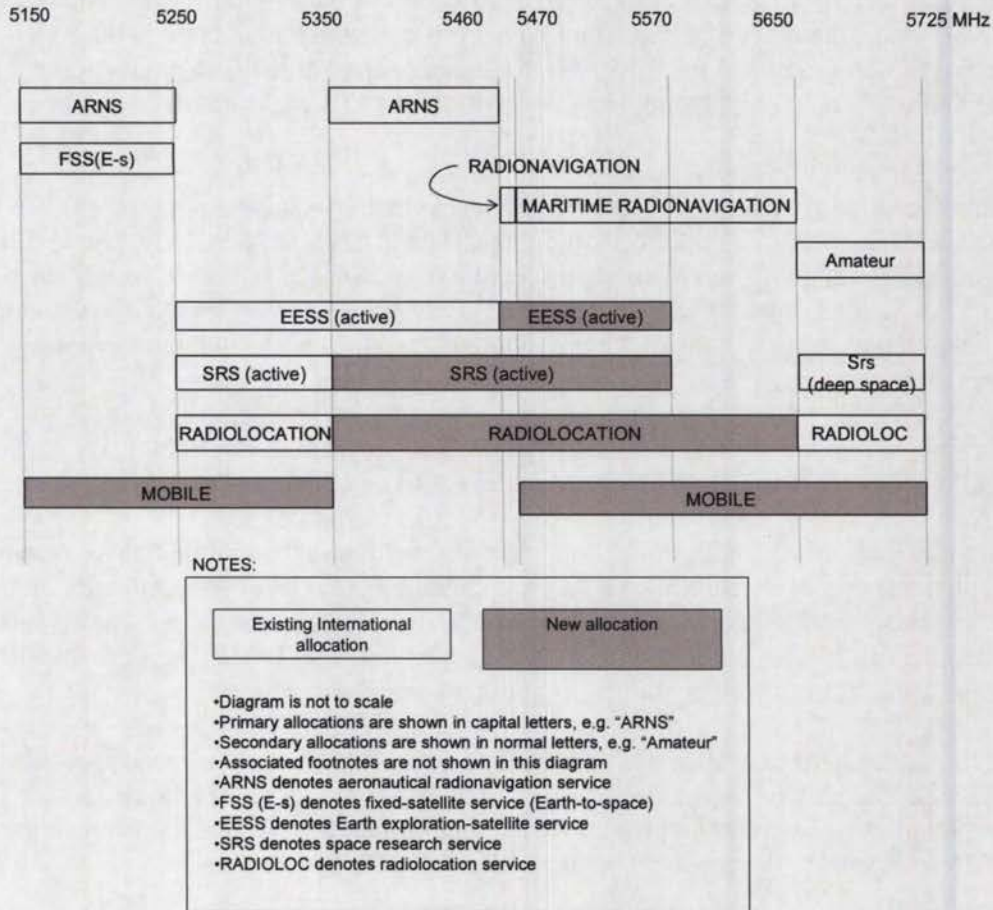 5150 5250 5350 5460 5470 5570 5650 5725 MHz
ARNS ARNS
FSS(E-s)
RADIONAVIGATION
MARITIME RADIONAVIGATION
Amateur
EESS (active) EESS (active)
SRS (active) SRS (active) Srs
(deep space)
RADIOLOCATION RADIOLOCATION RADIOLOC
MOBILE MOBILE
NOTES:
Existing International
allocation
New allocation
•Diagram is not to scale
•Primary allocations are shown in capital letters, e.g. “ARNS”
•Secondary allocations are shown in normal letters, e.g. “Amateur”
•Associated footnotes are not shown in this diagram
•ARNS denotes aeronautical radionavigation service
•FSS (E-s) denotes fixed-satellite service (Earth-to-space)
•EESS denotes Earth exploration-satellite service
•SRS denotes space research service
•RADIOLOC denotes radiolocation service